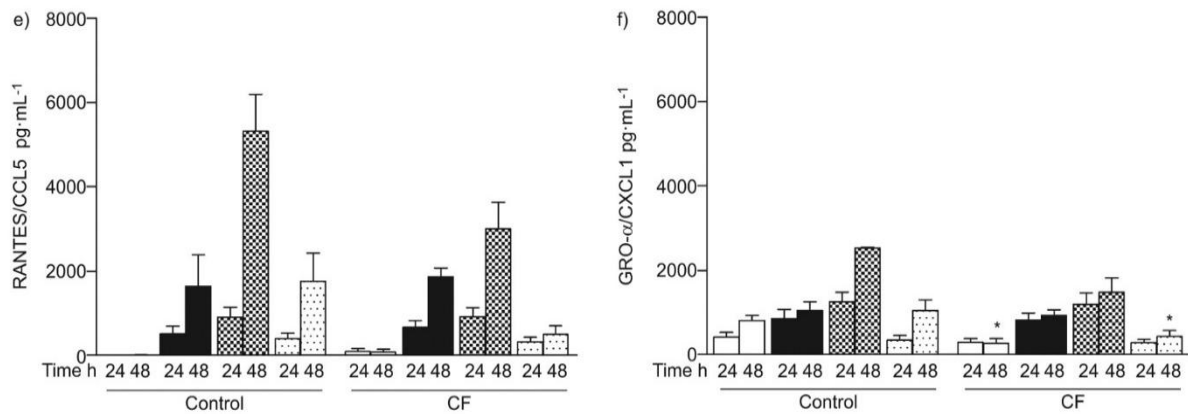 e)
RANTES/CCL5 pg·mL-1
8000
6000
4000
2000
0
Time h 24 48 24 48 24 48 24 48 24 48 24 48 24 48 24 48
Control CF
f)
GRO-α/CXCL1 pg·mL-1
8000
6000
4000
2000
0
* *
Time h 24 48 24 48 24 48 24 48 24 48 24 48 24 48 24 48
Control CF